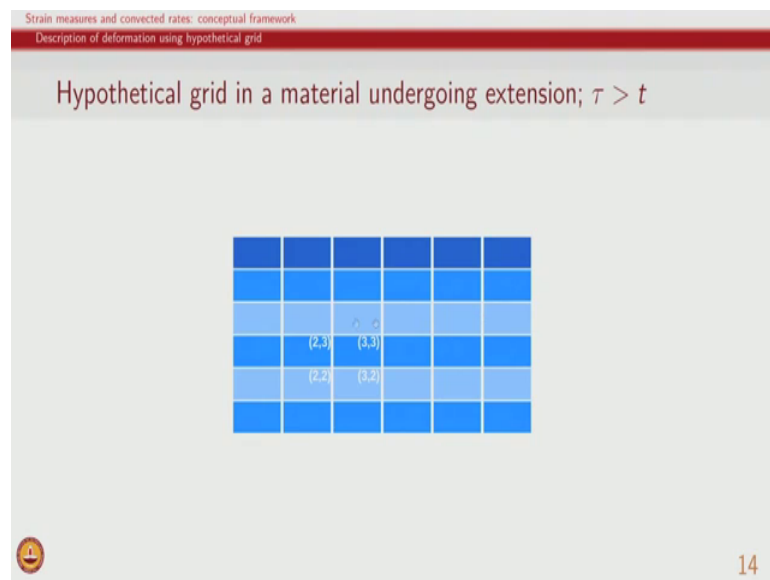 Strain measures and convected rates: conceptual framework
Description of deformation using hypothetical grid
Hypothetical grid in a material undergoing extension; τ > t
(2,3) (3,3)
(2,2) (3,2)
14